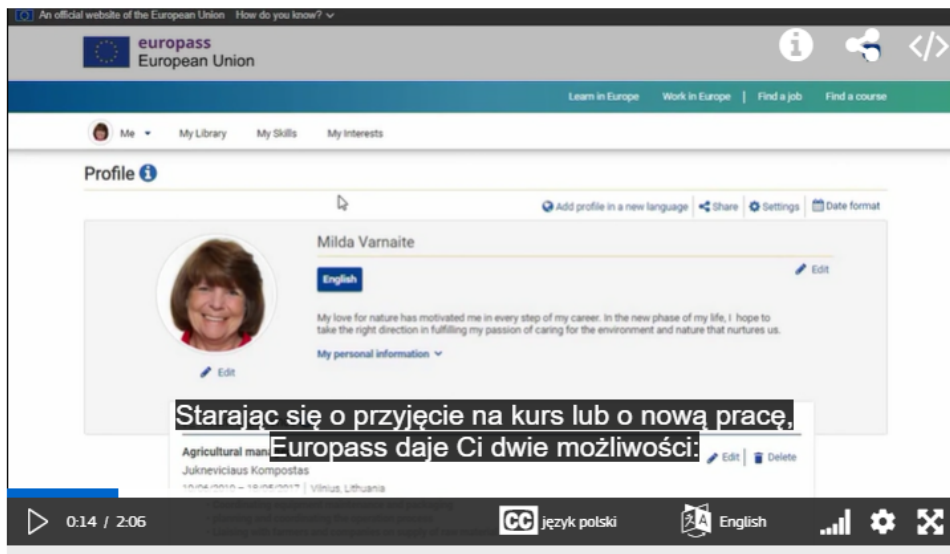 An official website of the European Union How do you know?
europass
European Union
Learn in Europe Work in Europe | Find a job Find a course
Me My Library My Skills My Interests
Profile
Add profile in a new language Share Settings Date format
Milda Varnaite
English
Edit
My love for nature has motivated me in every step of my career. In the new phase of my life, I hope to
take the right direction in fulfilling my passion of caring for the environment and nature that nurtures us.
My personal information
Edit
Starając się o przyjęcie na kurs lub o nową pracę,
Europass daje Ci dwie możliwości:
Agricultural man
Edit Delete
Jukneviciaus Kompostas
10/06/2010 – 18/05/2017 | Vilnius, Lithuania
0:14 / 2:06 CC język polski English